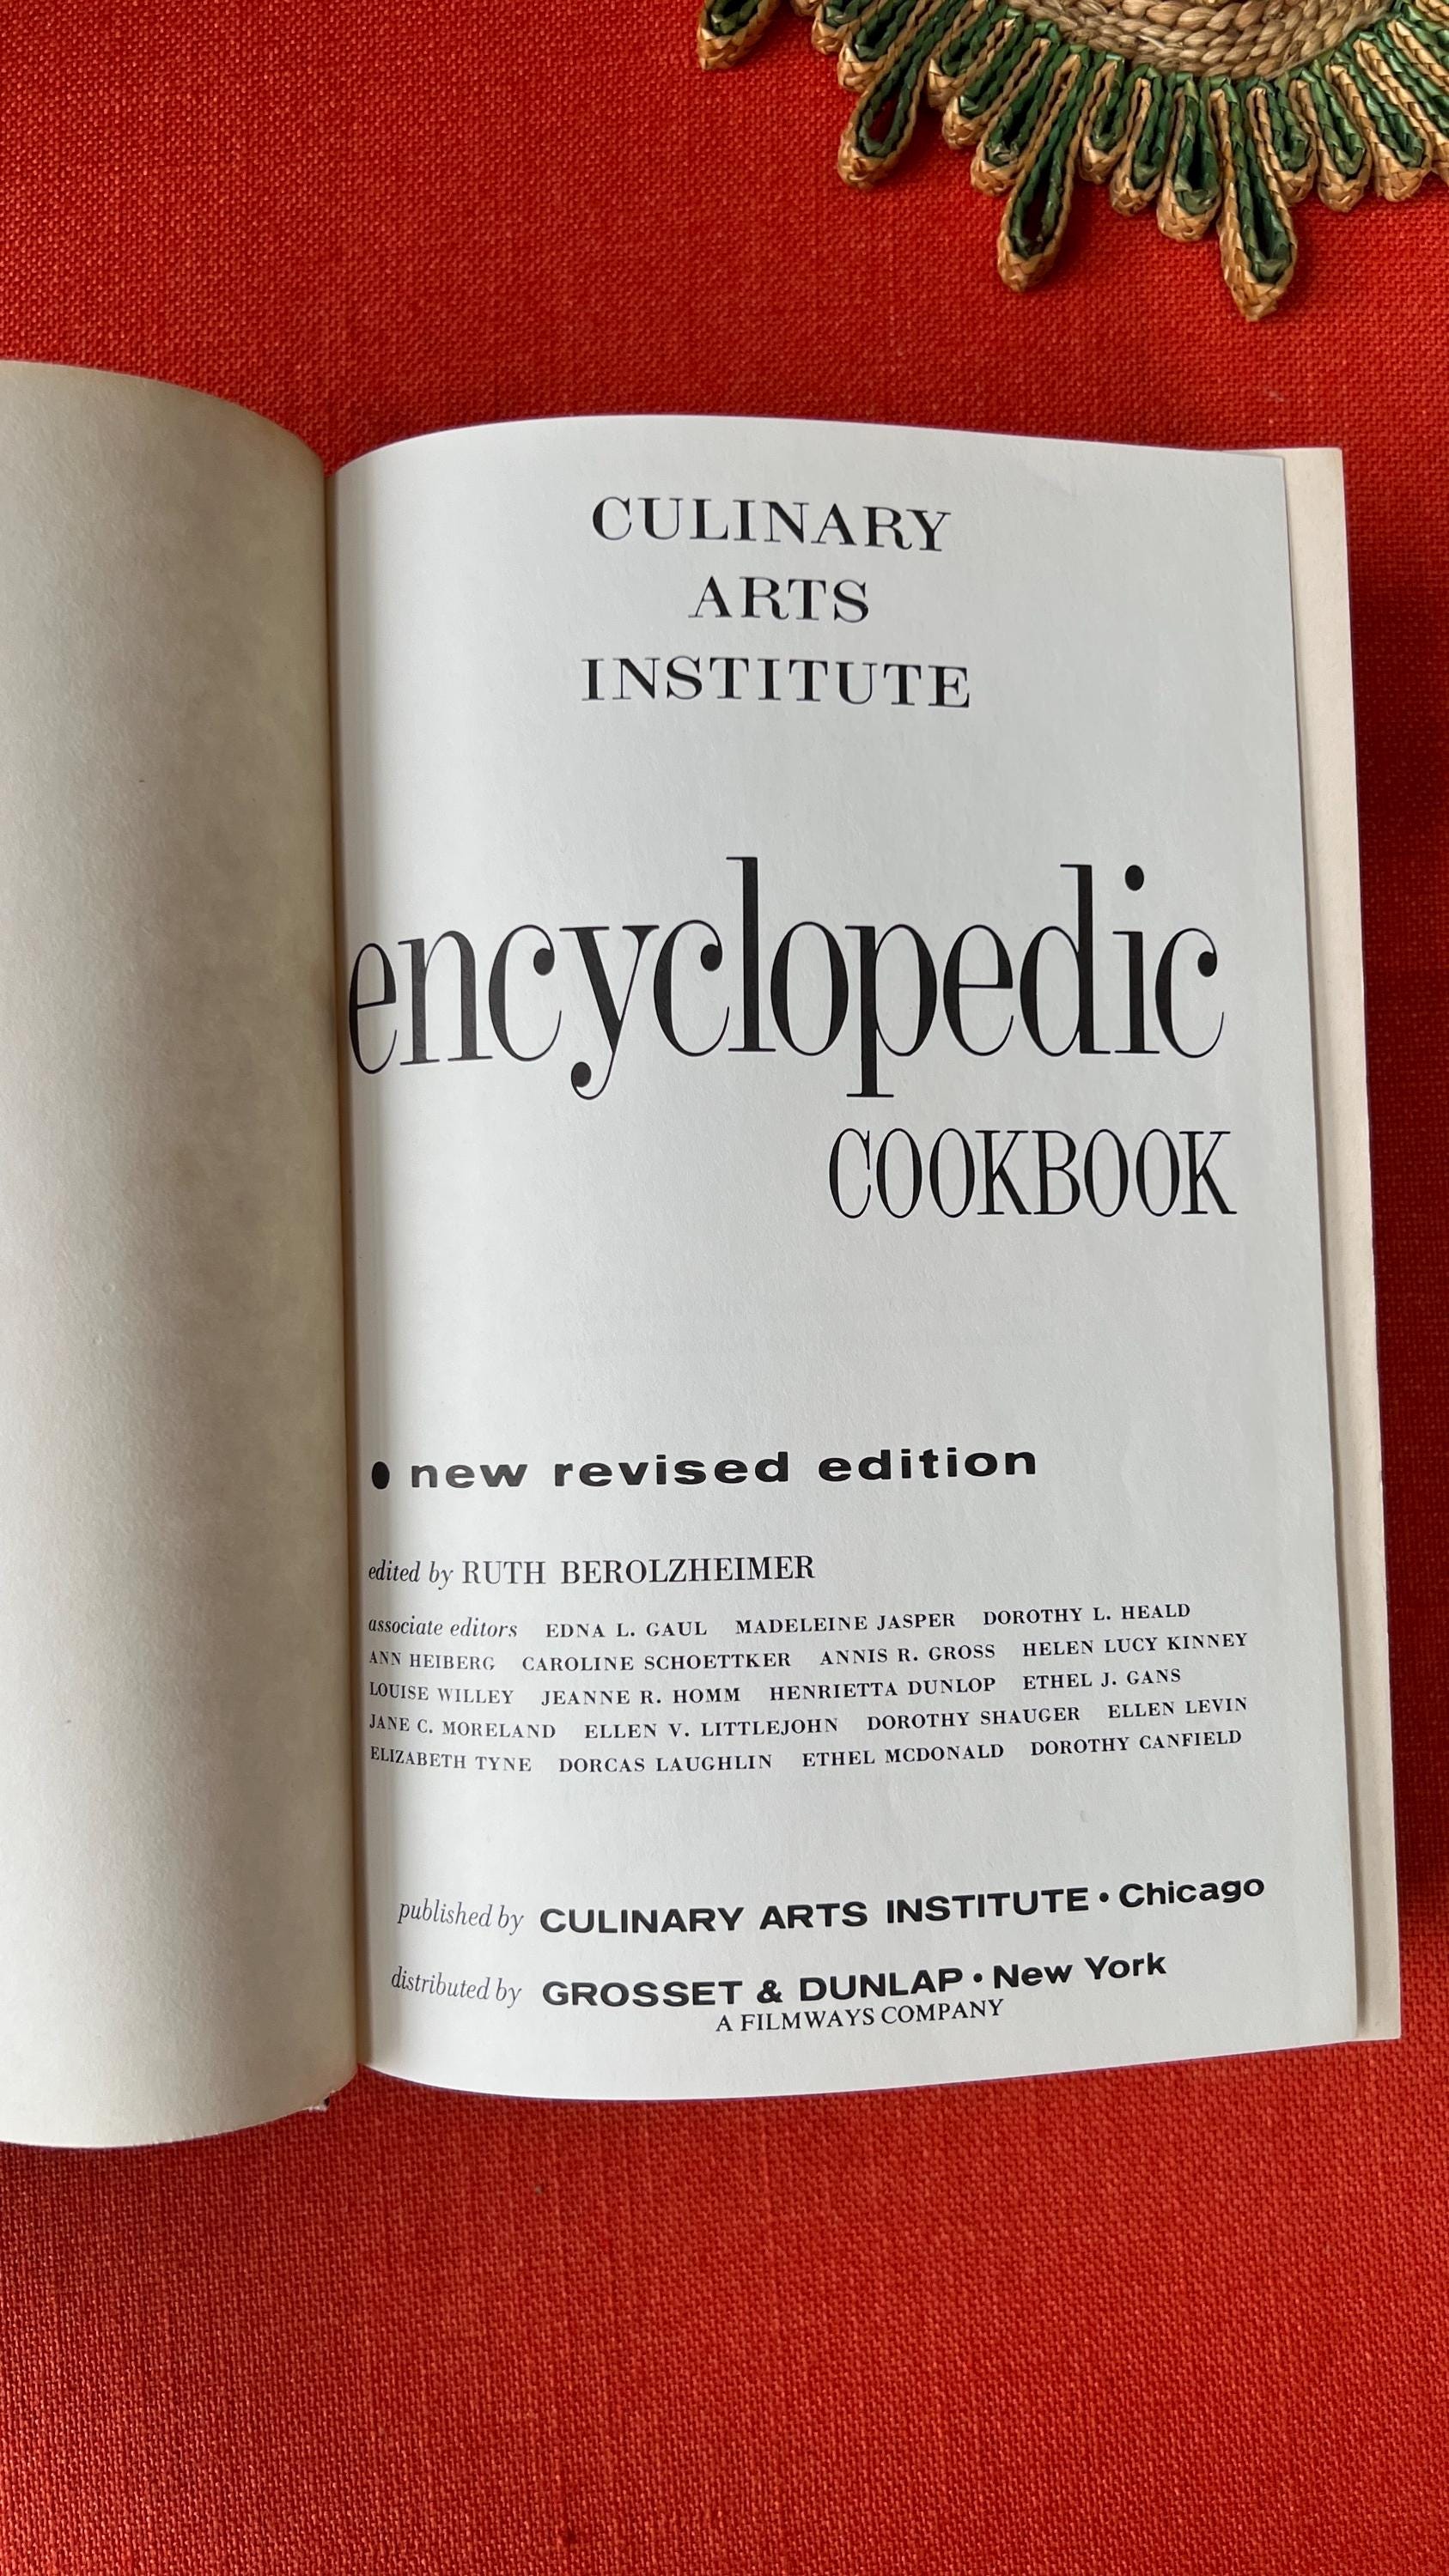 CULINARY
ARTS
INSTITUTE
encyclopedic
COOKBOOK
• new revised edition
edited by RUTH BEROLZHEIMER
associate editors EDNA L. GAUL MADELEINE JASPER DOROTHY L. HEALD
ANN HEIBERG CAROLINE SCHOETTKER ANNIS R. GROSS HELEN LUCY KINNEY
LOUISE WILLEY JEANNE R. HOMM HENRIETTA DUNLOP ETHEL J. GANS
JANE C. MORELAND ELLEN V. LITTLEJOHN DOROTHY SHAUGER ELLEN LEVIN
ELIZABETH TYNE DORCAS LAUGHLIN ETHEL MCDONALD DOROTHY CANFIELD
published by CULINARY ARTS INSTITUTE • Chicago
distributed by GROSSET & DUNLAP • New York
A FILMWAYS COMPANY